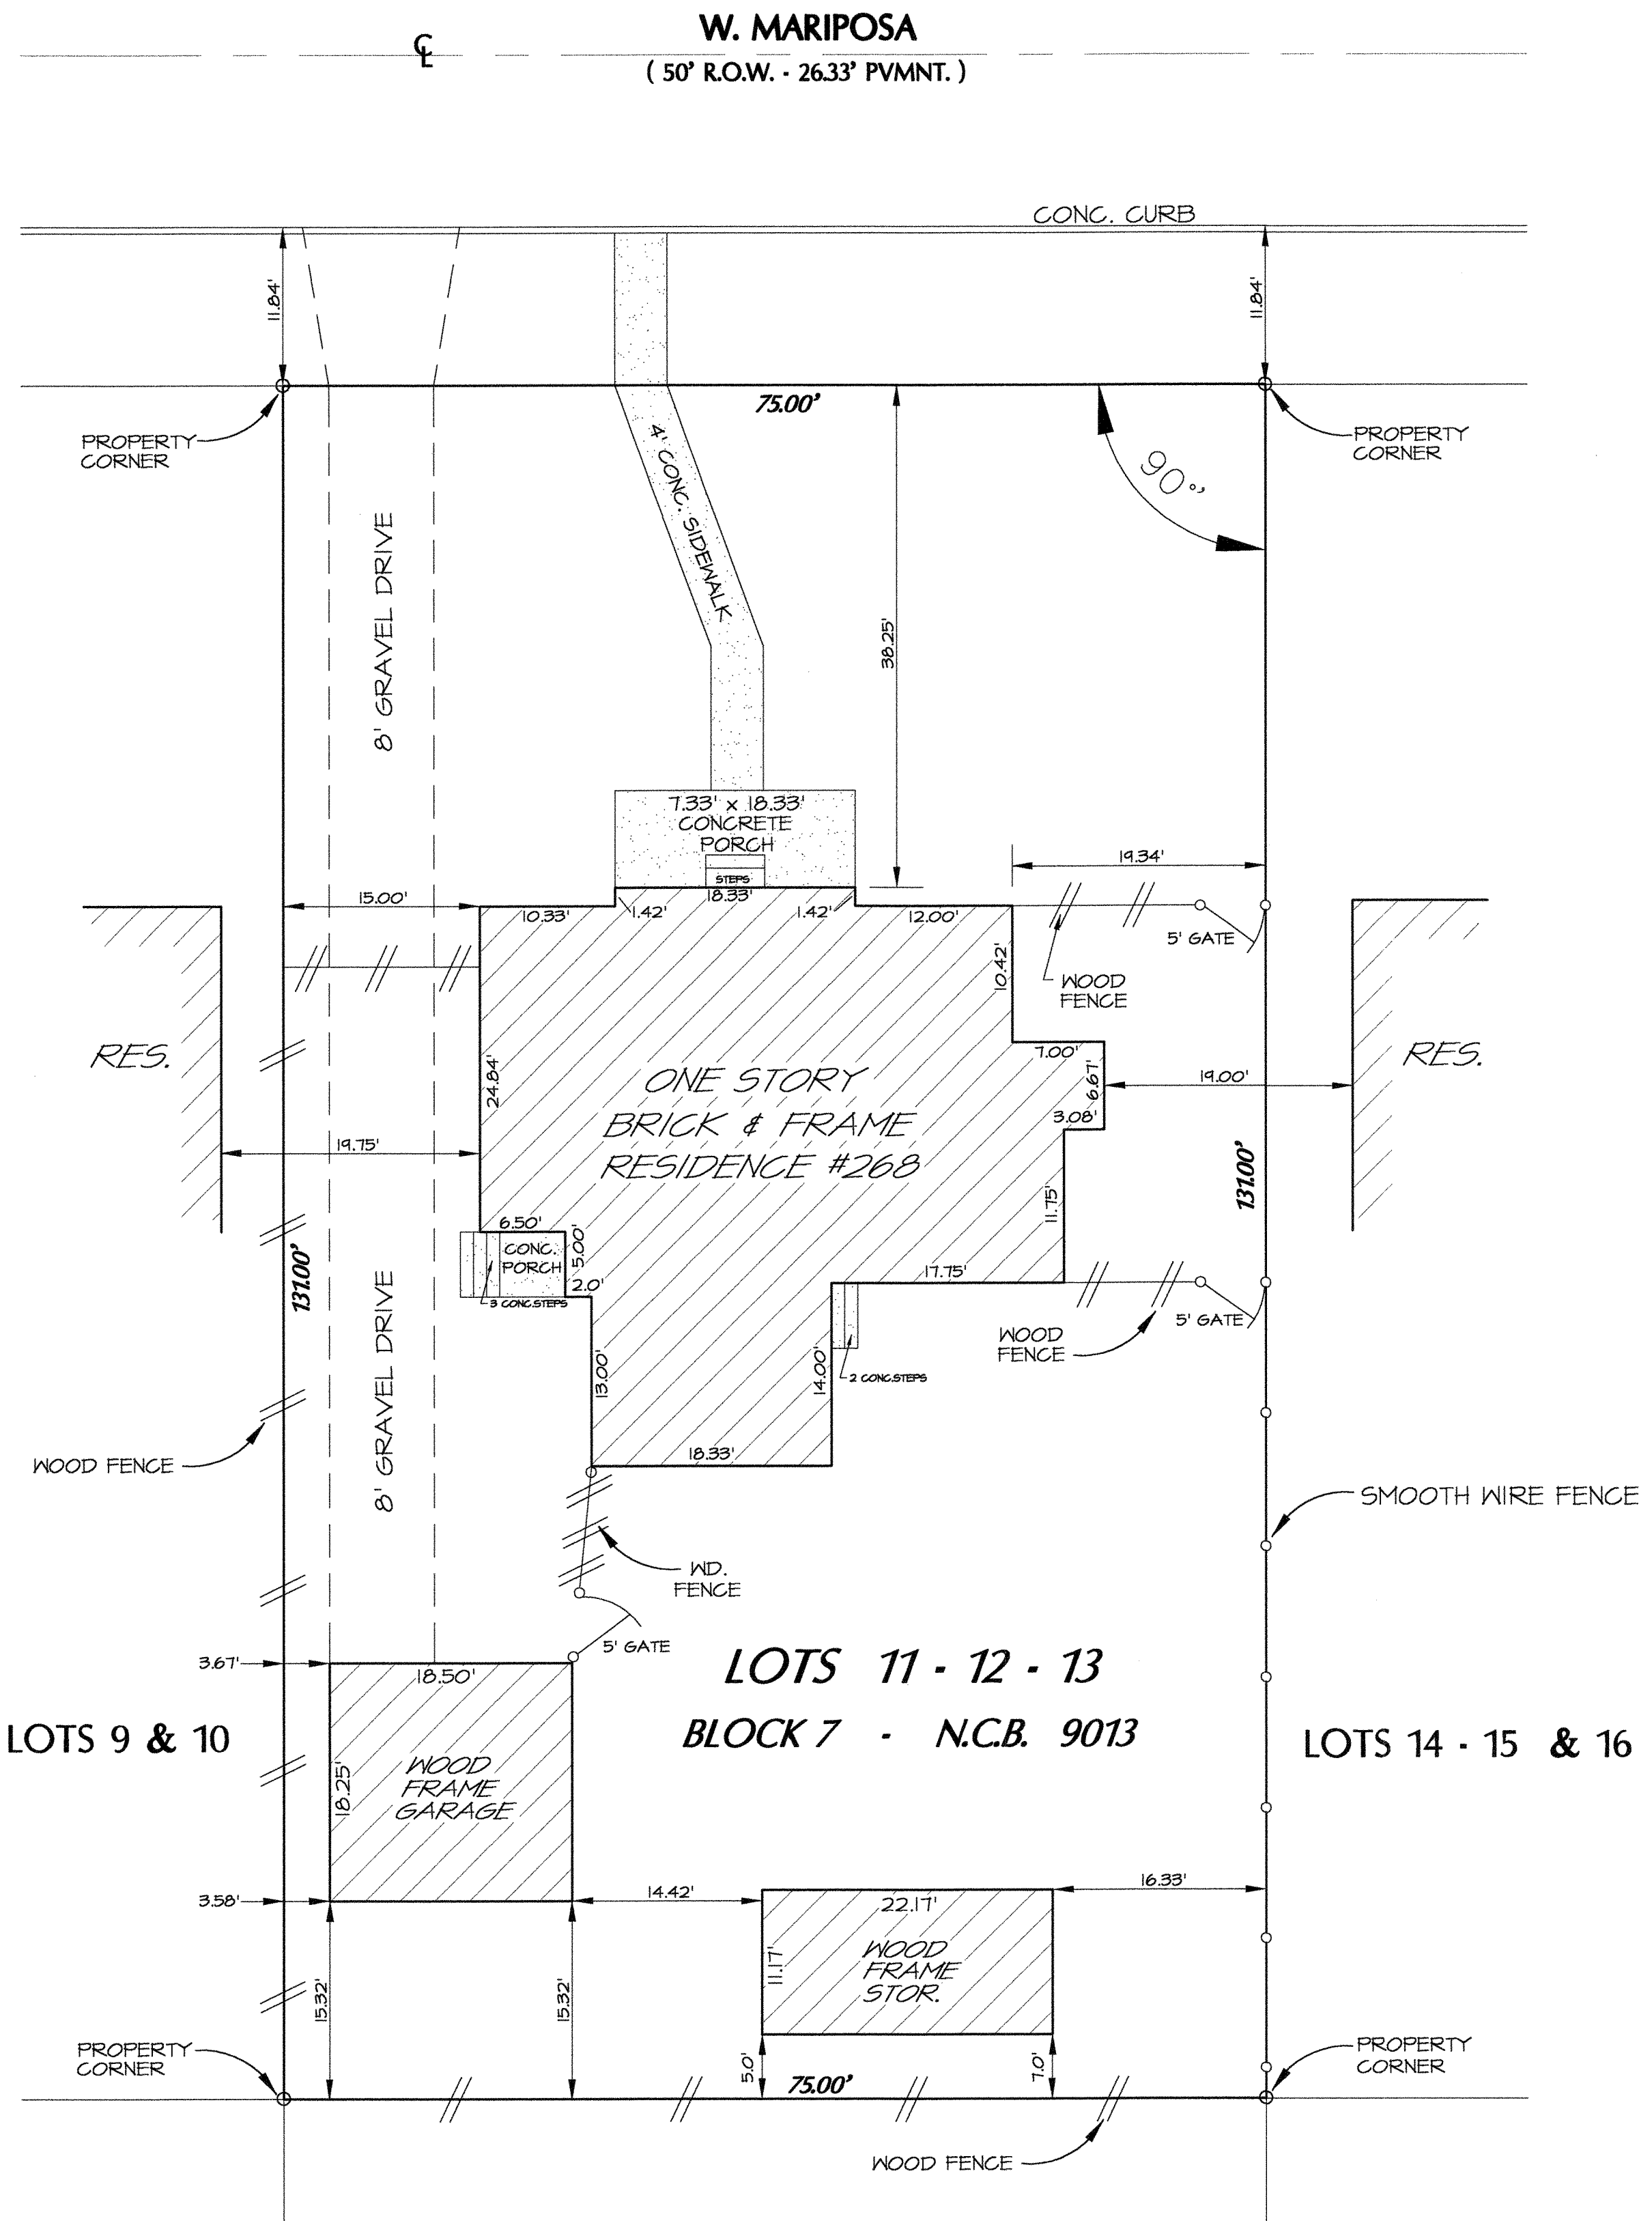 W. MARIPOSA
℄
( 50' R.O.W. - 26.33' PVMNT. )
CONC. CURB
11.84'
11.84'
75.00'
PROPERTY
CORNER
PROPERTY
CORNER
90°
4' CONC. SIDEWALK
8' GRAVEL DRIVE
38.25'
7.33' x 18.33'
CONCRETE
PORCH
STEPS
18.33'
19.34'
15.00'
10.33'
1.42'
1.42'
12.00'
5' GATE
10.42'
WOOD
FENCE
RES.
RES.
7.00'
6.67'
19.00'
3.08'
24.84'
ONE STORY
BRICK & FRAME
RESIDENCE #268
19.75'
131.00'
11.75'
6.50'
5.00'
CONC.
PORCH
2.0'
3 CONC.STEPS
131.00'
17.75'
5' GATE
WOOD
FENCE
13.00'
14.00'
2 CONC.STEPS
8' GRAVEL DRIVE
WOOD FENCE
18.33'
SMOOTH WIRE FENCE
WD.
FENCE
5' GATE
3.67'
18.50'
LOTS 11 - 12 - 13
BLOCK 7 - N.C.B. 9013
LOTS 9 & 10
LOTS 14 - 15 & 16
18.25'
WOOD
FRAME
GARAGE
3.58'
14.42'
16.33'
22.17'
11.17'
WOOD
FRAME
STOR.
15.32'
15.32'
5.0'
7.0'
75.00'
PROPERTY
CORNER
PROPERTY
CORNER
WOOD FENCE